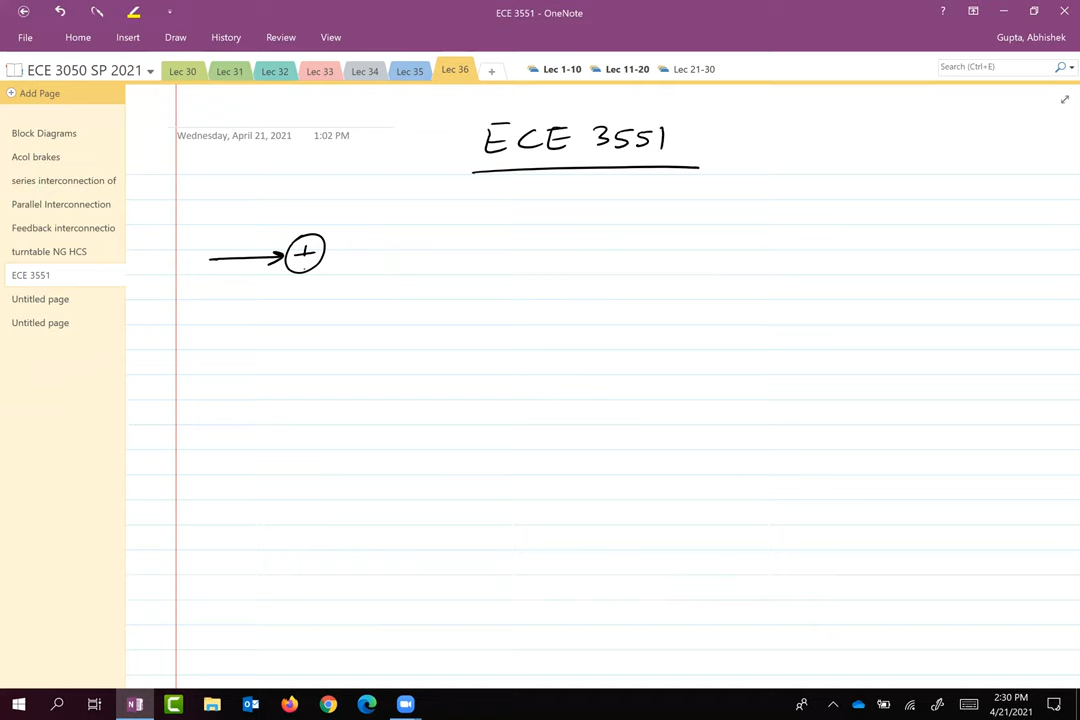 ECE 3551 - OneNote
?
File Home Insert Draw History Review View
Gupta, Abhishek
ECE 3050 SP 2021
Lec 30 Lec 31 Lec 32 Lec 33 Lec 34 Lec 35 Lec 36 + Lec 1-10 Lec 11-20 Lec 21-30
Search (Ctrl+E)
Add Page
Wednesday, April 21, 2021 1:02 PM
ECE 3551
Block Diagrams
Acol brakes
series interconnection of
Parallel Interconnection
Feedback interconnectio
turntable NG HCS
ECE 3551
Untitled page
Untitled page
+
2:30 PM
4/21/2021